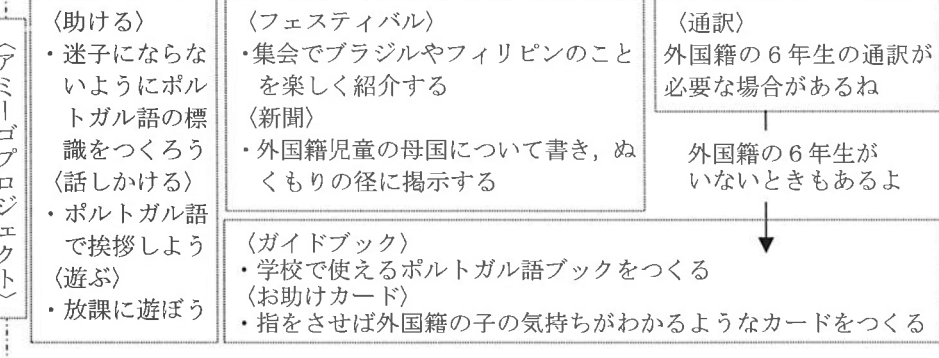 〈アミーゴプロジェクト〉
〈助ける〉
・迷子にならな
いようにポル
トガル語の標
識をつくろう
〈話しかける〉
・ポルトガル語
で挨拶しよう
〈遊ぶ〉
・放課に遊ぼう
〈フェスティバル〉
・集会でブラジルやフィリピンのこと
を楽しく紹介する
〈新聞〉
・外国籍児童の母国について書き，ぬ
くもりの径に掲示する
〈通訳〉
外国籍の6年生の通訳が
必要な場合があるね
外国籍の6年生が
いないときもあるよ
〈ガイドブック〉
・学校で使えるポルトガル語ブックをつくる
〈お助けカード〉
・指をさせば外国籍の子の気持ちがわかるようなカードをつくる